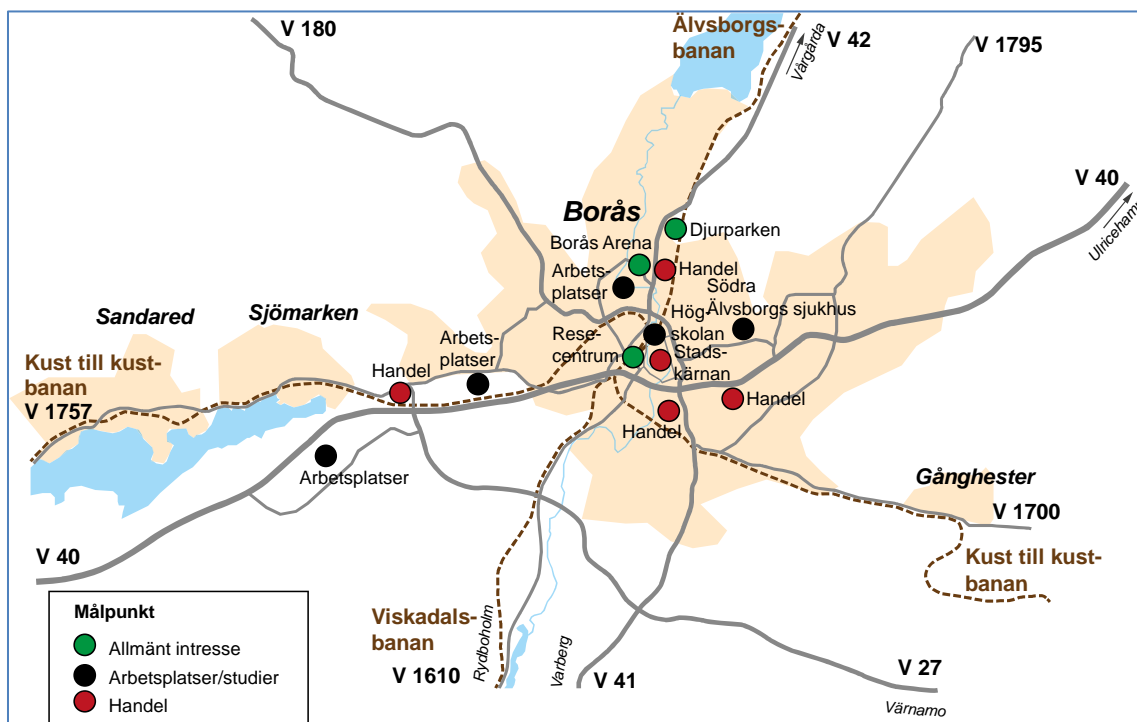 V 180
Älvsborgs-
banan
V 42
Vårgårda
V 1795
V 40
Ulricehamn
Borås
Djurparken
Borås Arena
Handel
Arbets-
platser
Södra
Älvsborgs sjukhus
Hög-
skolan
Rese-
centrum
Stads-
kärnan
Sandared
Sjömarken
Arbets-
platser
Kust till kust-
banan
Handel
V 1757
Handel
Handel
Arbetsplatser
Gånghester
V 1700
V 40
Kust till kust-
banan
Viskadals-
banan
Rydboholm
Varberg
V 1610
V 41
V 27
Värnamo
Målpunkt
Allmänt intresse
Arbetsplatser/studier
Handel